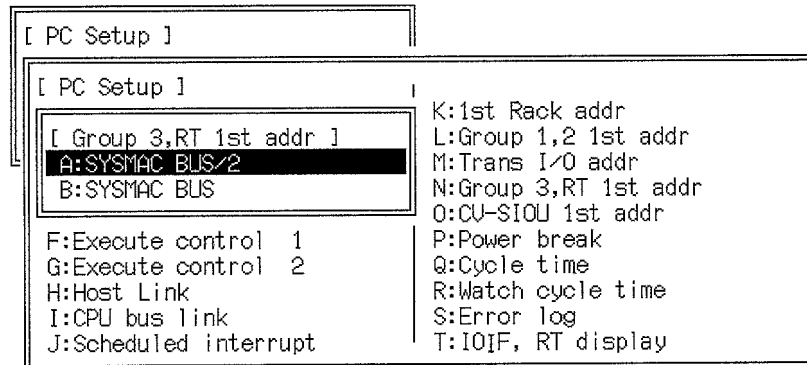 [ PC Setup ]
[ PC Setup ]
[ Group 3,RT 1st addr ]
A:SYSMAC BUS/2
B:SYSMAC BUS
F:Execute control 1
G:Execute control 2
H:Host Link
I:CPU bus link
J:Scheduled interrupt
K:1st Rack addr
L:Group 1,2 1st addr
M:Trans I/O addr
N:Group 3,RT 1st addr
O:CV-SIOU 1st addr
P:Power break
Q:Cycle time
R:Watch cycle time
S:Error log
T:IOIF, RT display